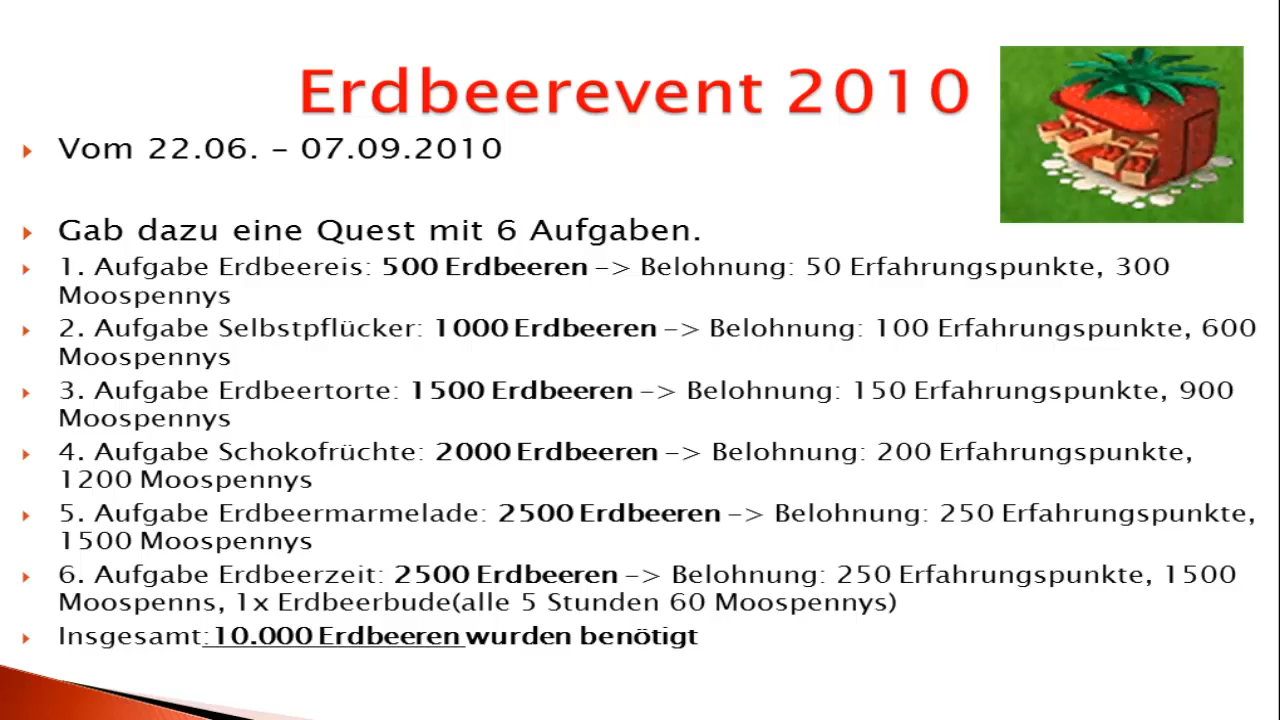 Erdbeerevent 2010
Vom 22.06. – 07.09.2010
Gab dazu eine Quest mit 6 Aufgaben.
1. Aufgabe Erdbeereis: 500 Erdbeeren –> Belohnung: 50 Erfahrungspunkte, 300
Moospennys
2. Aufgabe Selbstpflücker: 1000 Erdbeeren –> Belohnung: 100 Erfahrungspunkte, 600
Moospennys
3. Aufgabe Erdbeertorte: 1500 Erdbeeren –> Belohnung: 150 Erfahrungspunkte, 900
Moospennys
4. Aufgabe Schokofrüchte: 2000 Erdbeeren –> Belohnung: 200 Erfahrungspunkte,
1200 Moospennys
5. Aufgabe Erdbeermarmelade: 2500 Erdbeeren –> Belohnung: 250 Erfahrungspunkte,
1500 Moospennys
6. Aufgabe Erdbeerzeit: 2500 Erdbeeren –> Belohnung: 250 Erfahrungspunkte, 1500
Moospenns, 1x Erdbeerbude(alle 5 Stunden 60 Moospennys)
Insgesamt: 10.000 Erdbeeren wurden benötigt